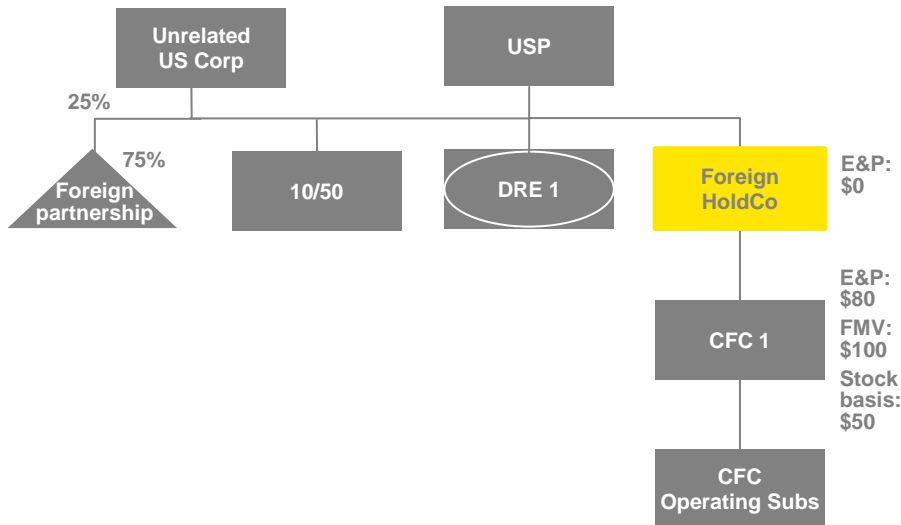 Unrelated
US Corp
USP
25%
75%
Foreign
partnership
10/50
DRE 1
Foreign
HoldCo
E&P:
$0
CFC 1
E&P:
$80
FMV:
$100
Stock
basis:
$50
CFC
Operating Subs